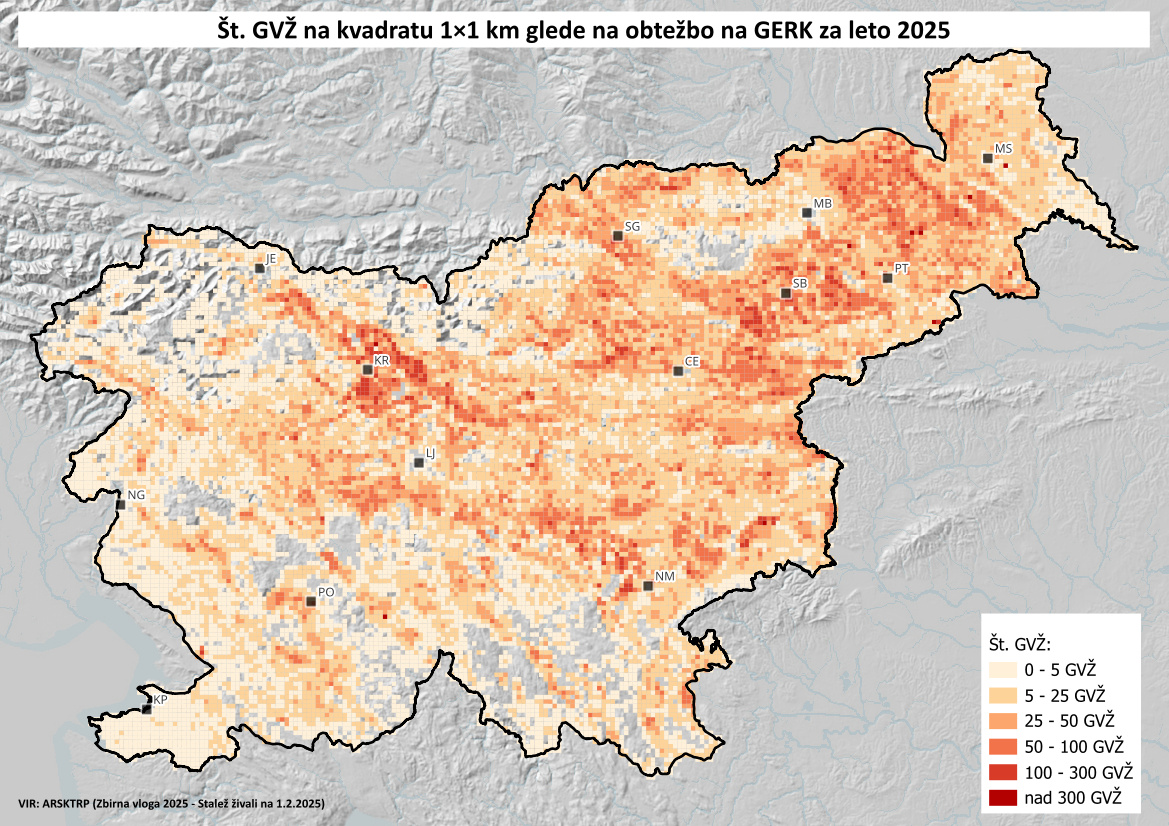 Št. GVŽ na kvadratu 1×1 km glede na obtežbo na GERK za leto 2025
MS
MB
SG
JE
PT
SB
KR
CE
LJ
NG
NM
PO
KP
Št. GVŽ:
0 - 5 GVŽ
5 - 25 GVŽ
25 - 50 GVŽ
50 - 100 GVŽ
100 - 300 GVŽ
nad 300 GVŽ
VIR: ARSKTRP (Zbirna vloga 2025 - Stalež živali na 1.2.2025)